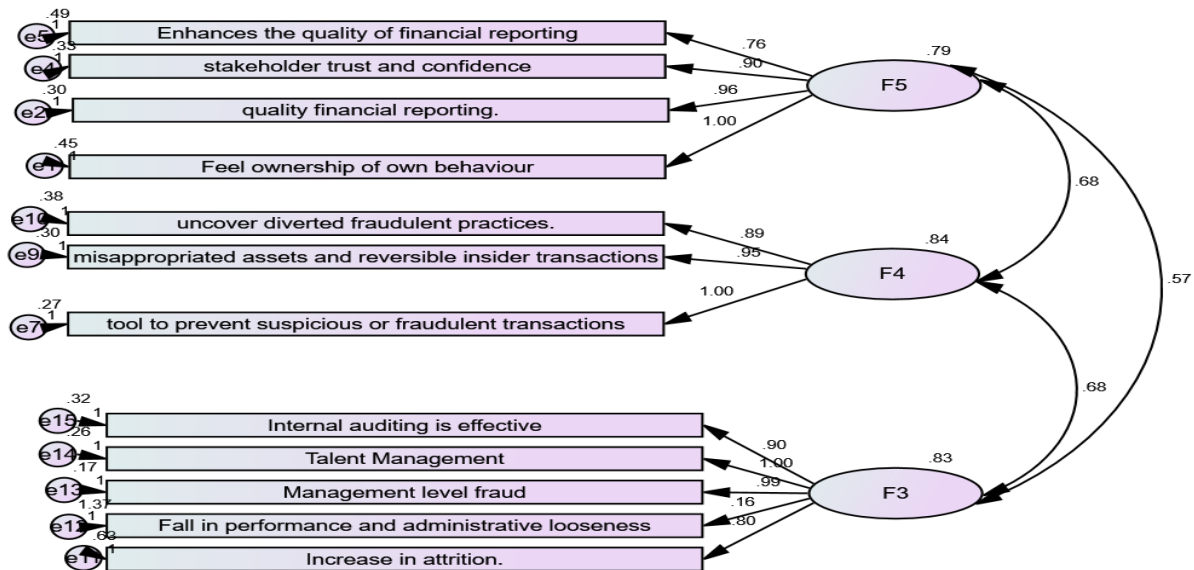 .49
e5 1 Enhances the quality of financial reporting
.33
e4 1 stakeholder trust and confidence
.30
e2 1 quality financial reporting.
.45
1 Feel ownership of own behaviour
.76
.90
.96
1.00
.79
F5
.38
e10 1 uncover diverted fraudulent practices.
.30
e9 1 misappropriated assets and reversible insider transactions
.27
e7 1 tool to prevent suspicious or fraudulent transactions
.89
.95
1.00
.84
F4
.68
.57
.68
.32
e15 1 Internal auditing is effective
.26
e14 1 Talent Management
.17
e13 1 Management level fraud
1.37
e12 1 Fall in performance and administrative looseness
.63
e11 1 Increase in attrition.
.90
1.00
.99
.16
.80
.83
F3